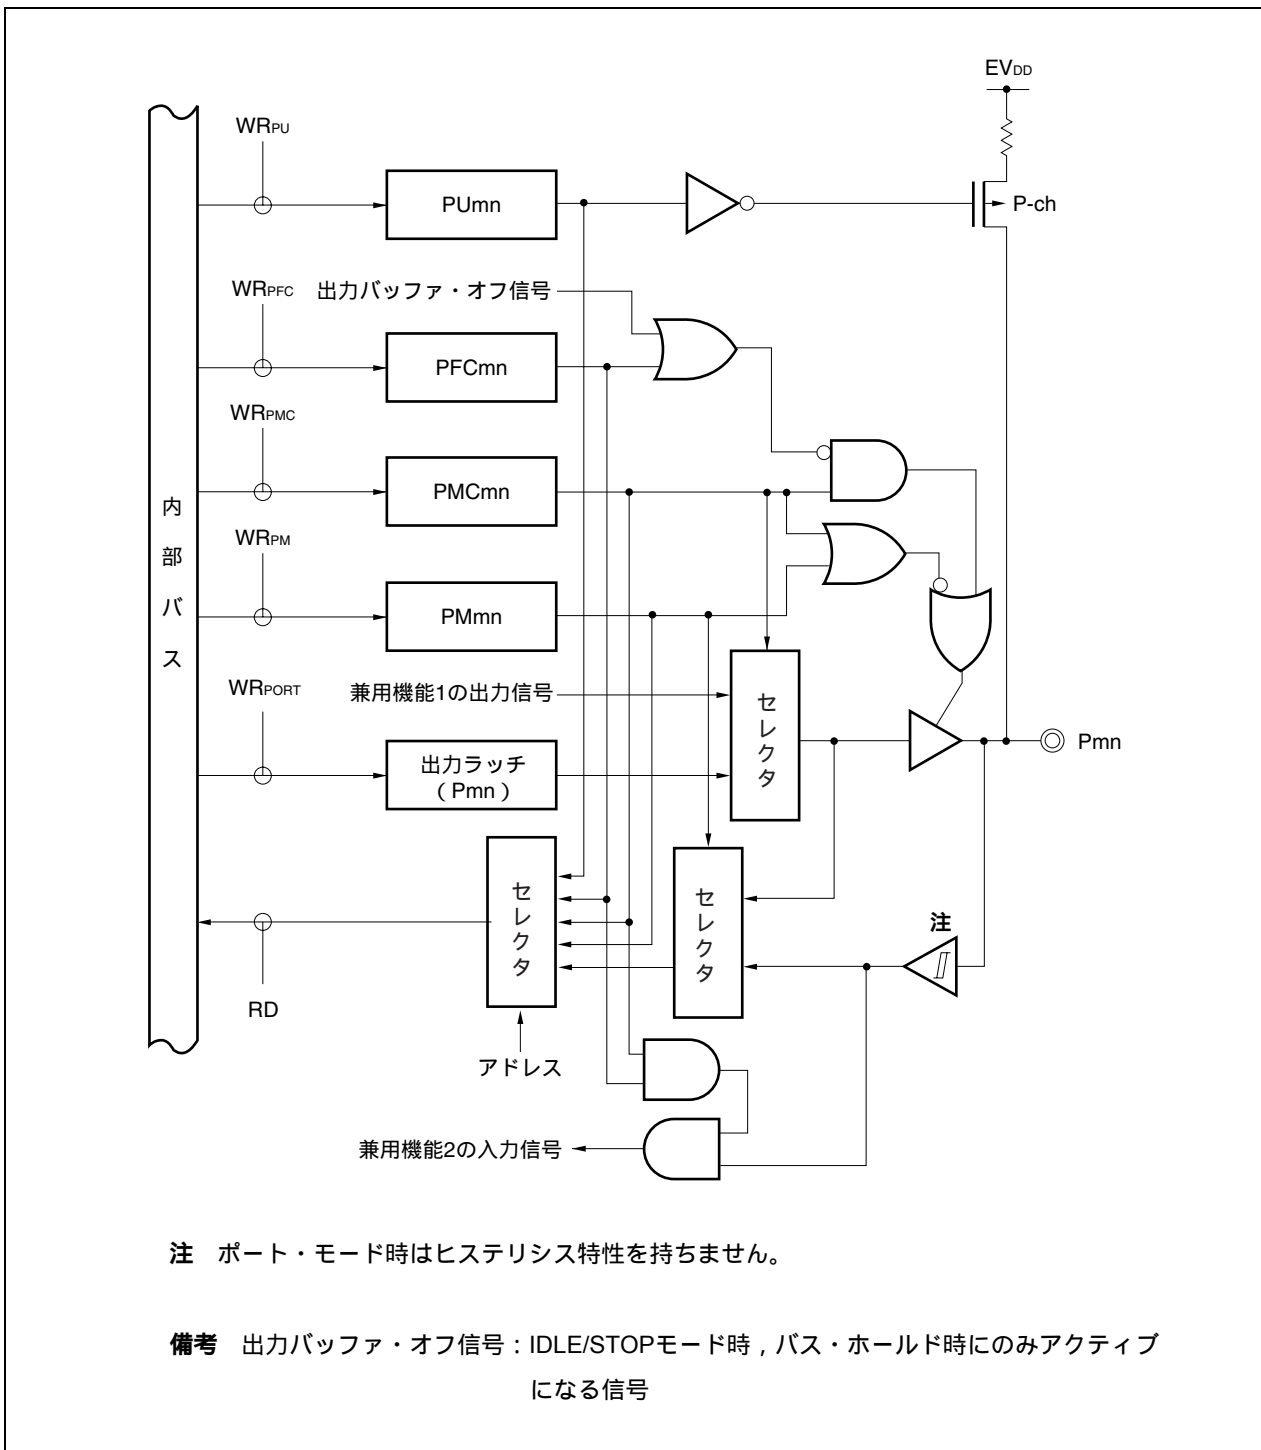 EVDD
WRPU
PUmn
P-ch
WRPFC
出力バッファ・オフ信号
PFCmn
WRPMC
PMCmn
内部バス
WRPM
PMmn
WRPORT
兼用機能1の出力信号
セレクタ
出力ラッチ
(Pmn)
Pmn
セレクタ
セレクタ
注
RD
アドレス
兼用機能2の入力信号
注 ポート・モード時はヒステリシス特性を持ちません。
備考 出力バッファ・オフ信号:IDLE/STOPモード時,バス・ホールド時にのみアクティブ
になる信号